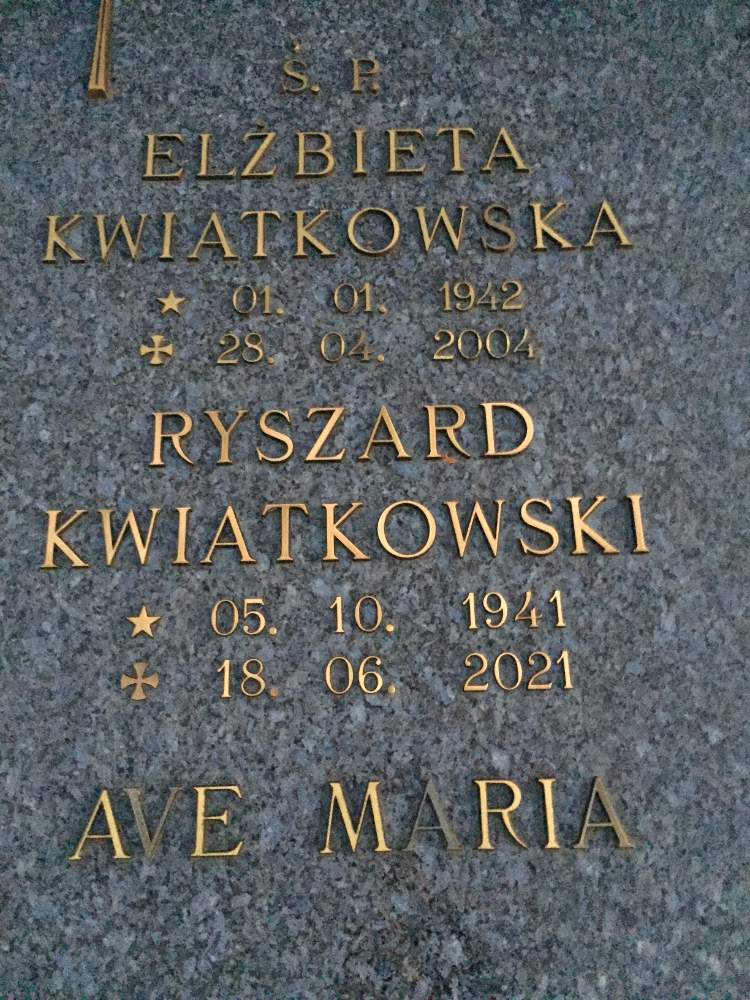 Ś. P.
ELŻBIETA
KWIATKOWSKA
★ 01. 01. 1942
✠ 28. 04. 2004
RYSZARD
KWIATKOWSKI
★ 05. 10. 1941
✠ 18. 06. 2021
AVE MARIA